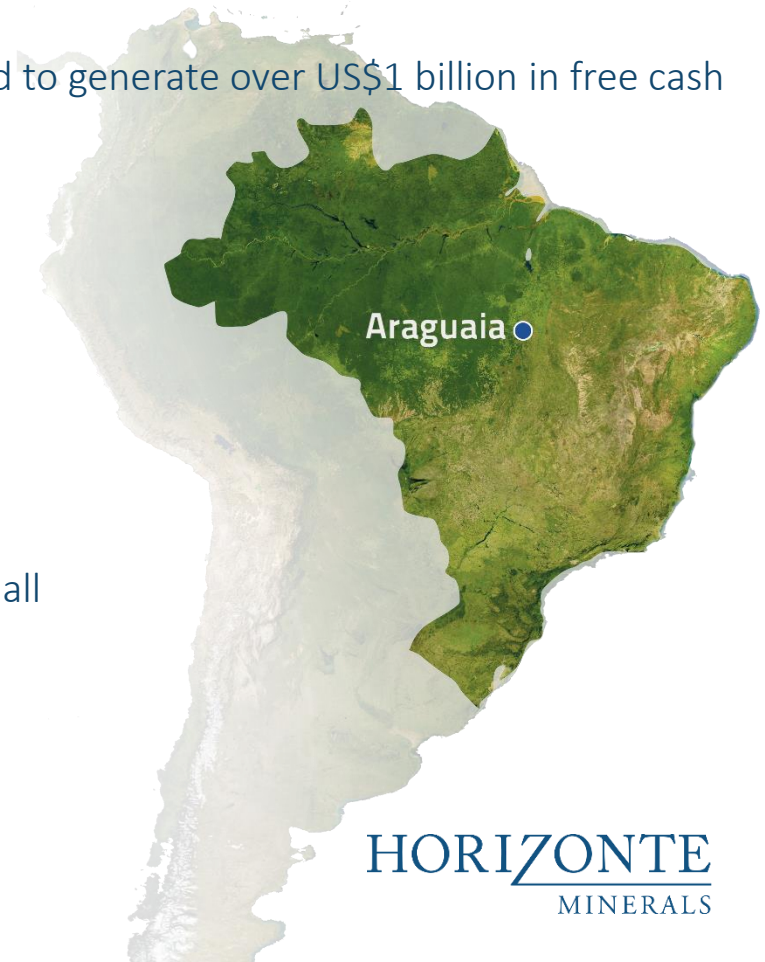 to generate over US$1 billion in free cash
Araguaia
all
HORIZONTE
MINERALS